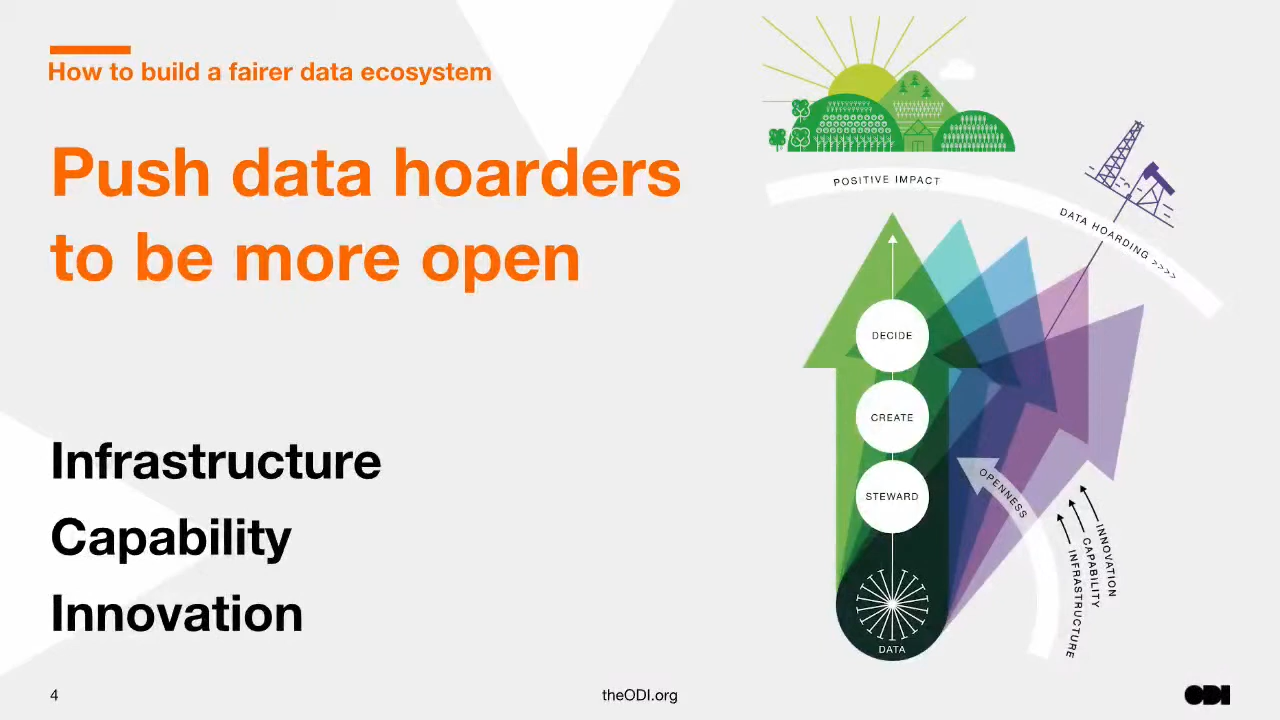 How to build a fairer data ecosystem
Push data hoarders
to be more open
Infrastructure
Capability
Innovation
POSITIVE IMPACT
DATA HOARDING >>>>
DECIDE
CREATE
STEWARD
OPENNESS
INNOVATION
CAPABILITY
INFRASTRUCTURE
DATA
4
theODI.org
ODI